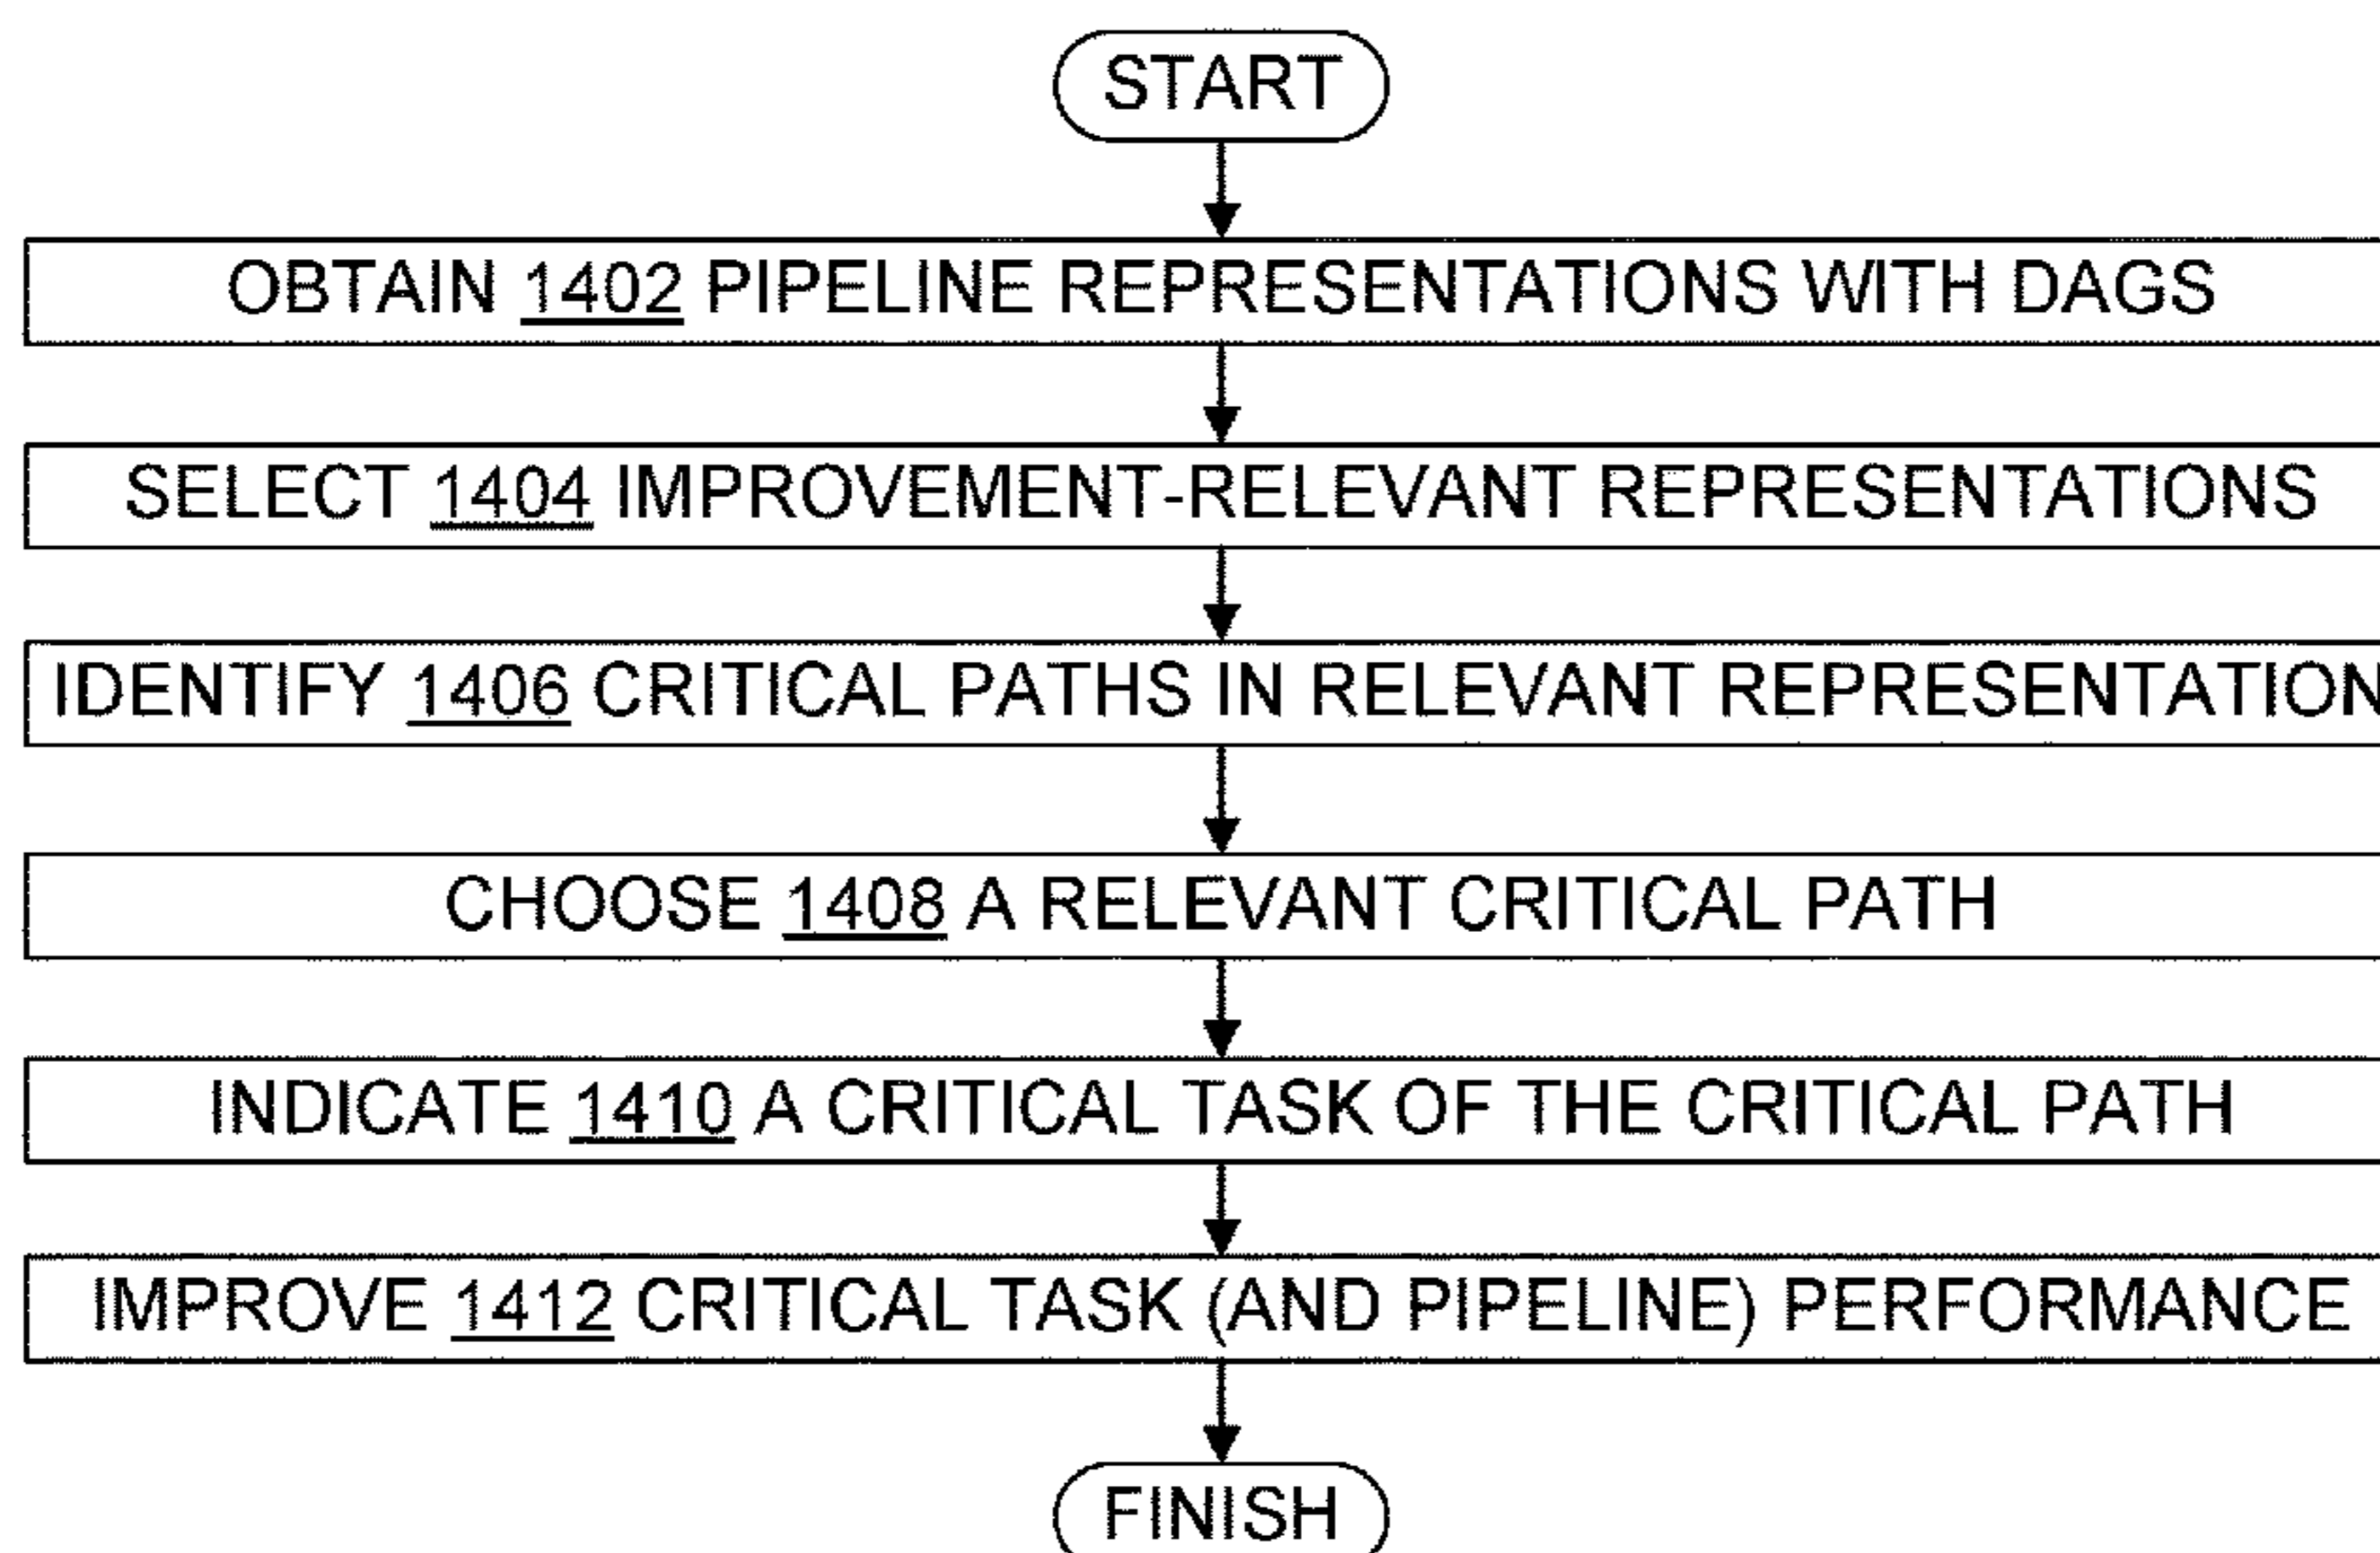 START
OBTAIN 1402 PIPELINE REPRESENTATIONS WITH DAGS
SELECT 1404 IMPROVEMENT-RELEVANT REPRESENTATIONS
IDENTIFY 1406 CRITICAL PATHS IN RELEVANT REPRESENTATION
CHOOSE 1408 A RELEVANT CRITICAL PATH
INDICATE 1410 A CRITICAL TASK OF THE CRITICAL PATH
IMPROVE 1412 CRITICAL TASK (AND PIPELINE) PERFORMANCE
FINISH